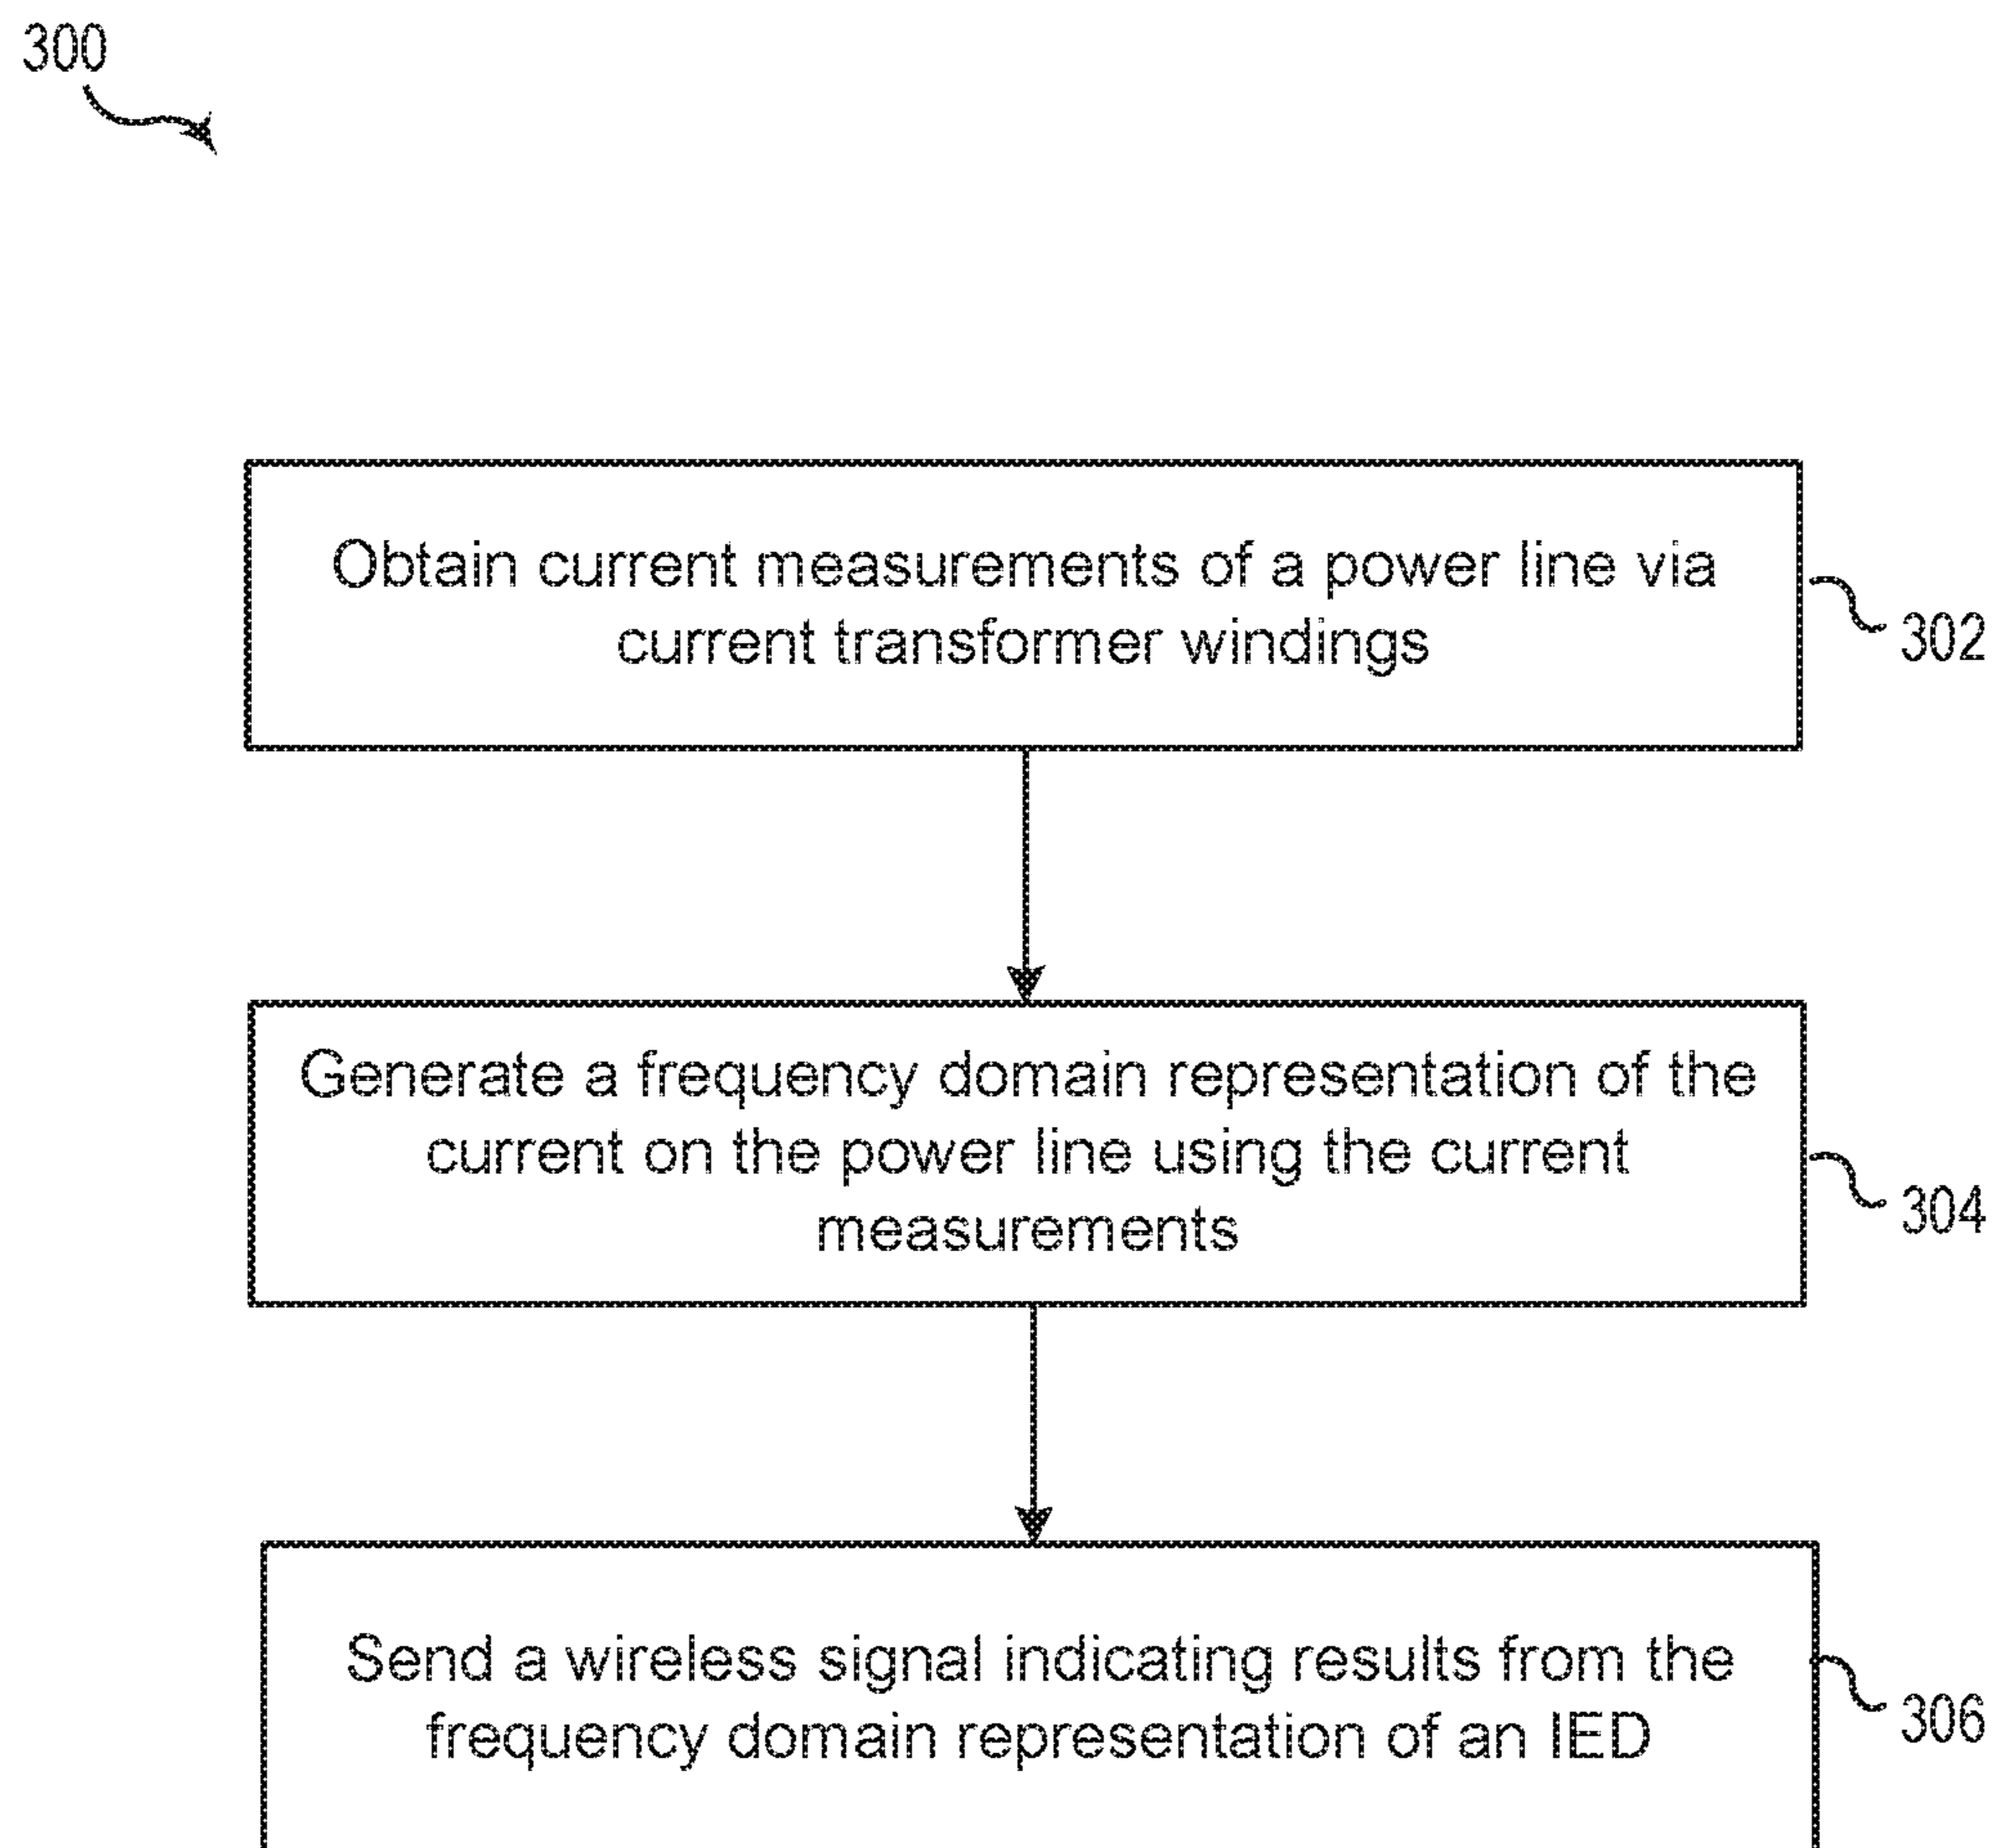 300
Obtain current measurements of a power line via
current transformer windings
302
Generate a frequency domain representation of the
current on the power line using the current
measurements
304
Send a wireless signal indicating results from the
frequency domain representation of an IED
306